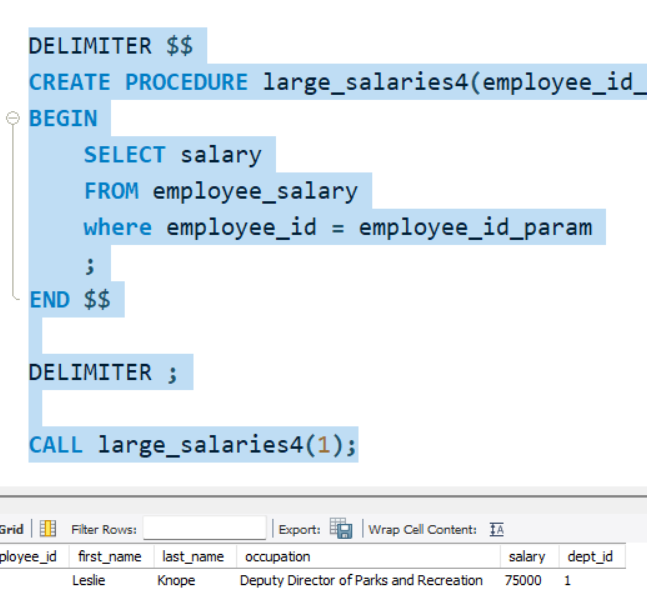 DELIMITER $$
CREATE PROCEDURE large_salaries4(employee_id_
BEGIN
SELECT salary
FROM employee_salary
where employee_id = employee_id_param
;
END $$
DELIMITER ;
CALL large_salaries4(1);
Grid Filter Rows: Export: Wrap Cell Content: IA
ployee_id first_name last_name occupation salary dept_id
Leslie Knope Deputy Director of Parks and Recreation 75000 1